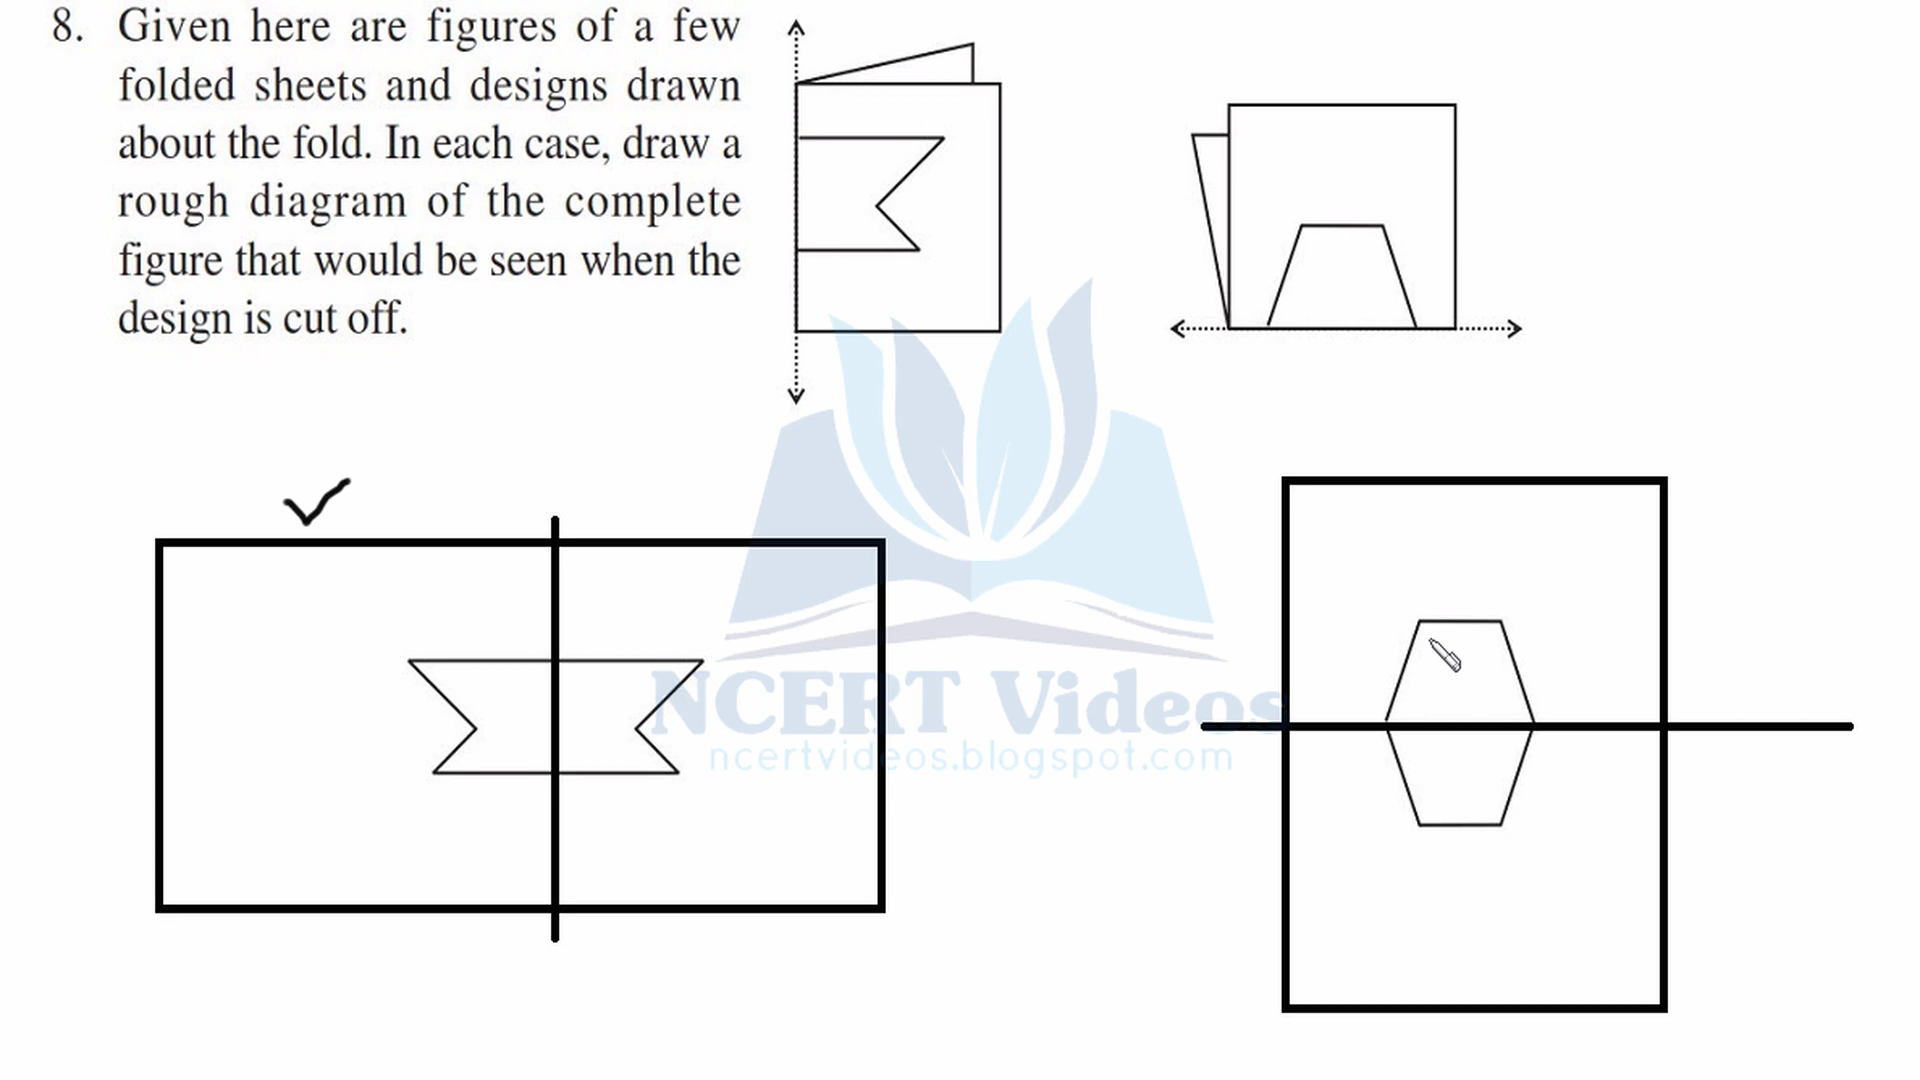 8. Given here are figures of a few
folded sheets and designs drawn
about the fold. In each case, draw a
rough diagram of the complete
figure that would be seen when the
design is cut off.
NCERT Videos
ncertvideos.blogspot.com